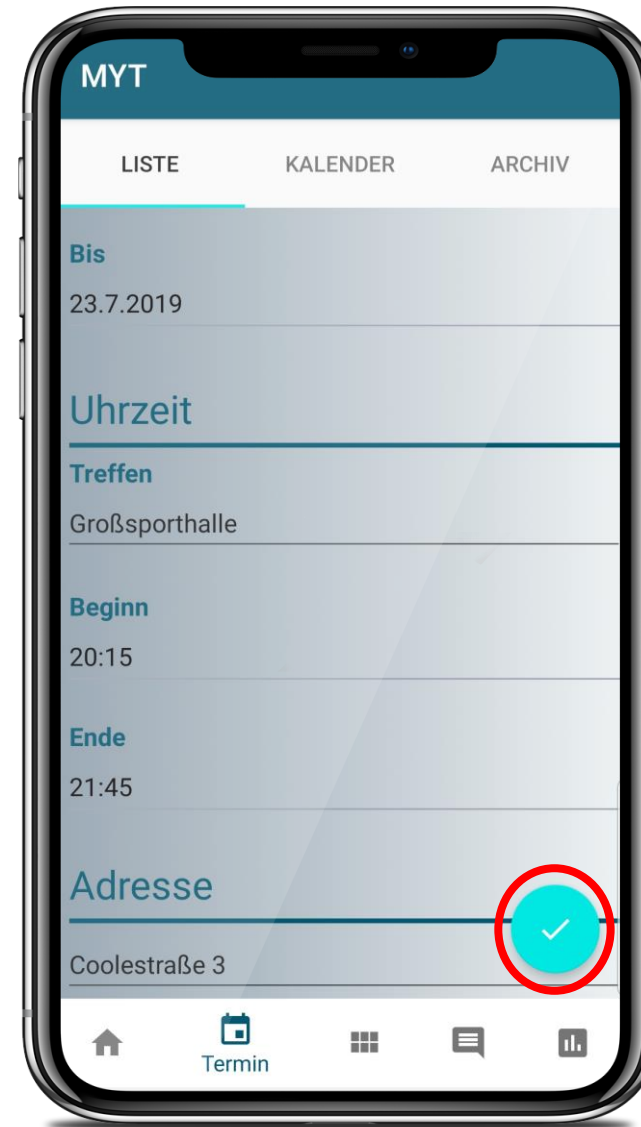 MYT
LISTE KALENDER ARCHIV
Bis
23.7.2019
Uhrzeit
Treffen
Großsporthalle
Beginn
20:15
Ende
21:45
Adresse
Coolestraße 3
Termin